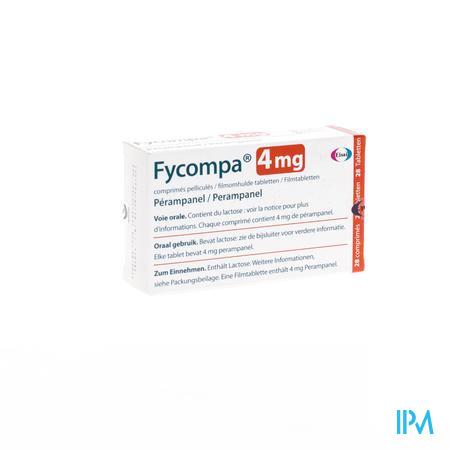 Fycompa® 4 mg
Eisai
comprimés pelliculés / filmomhulde tabletten / Filmtabletten
Pérampanel / Perampanel
Voie orale. Contient du lactose : voir la notice pour plus
d'informations. Chaque comprimé contient 4 mg de pérampanel.
Oraal gebruik. Bevat lactose: zie de bijsluiter voor verdere informatie.
Elke tablet bevat 4 mg perampanel.
Zum Einnehmen. Enthält Lactose. Weitere Informationen,
siehe Packungsbeilage. Eine Filmtablette enthält 4 mg Perampanel.
28 comprimés
28 Tabletten
IPM